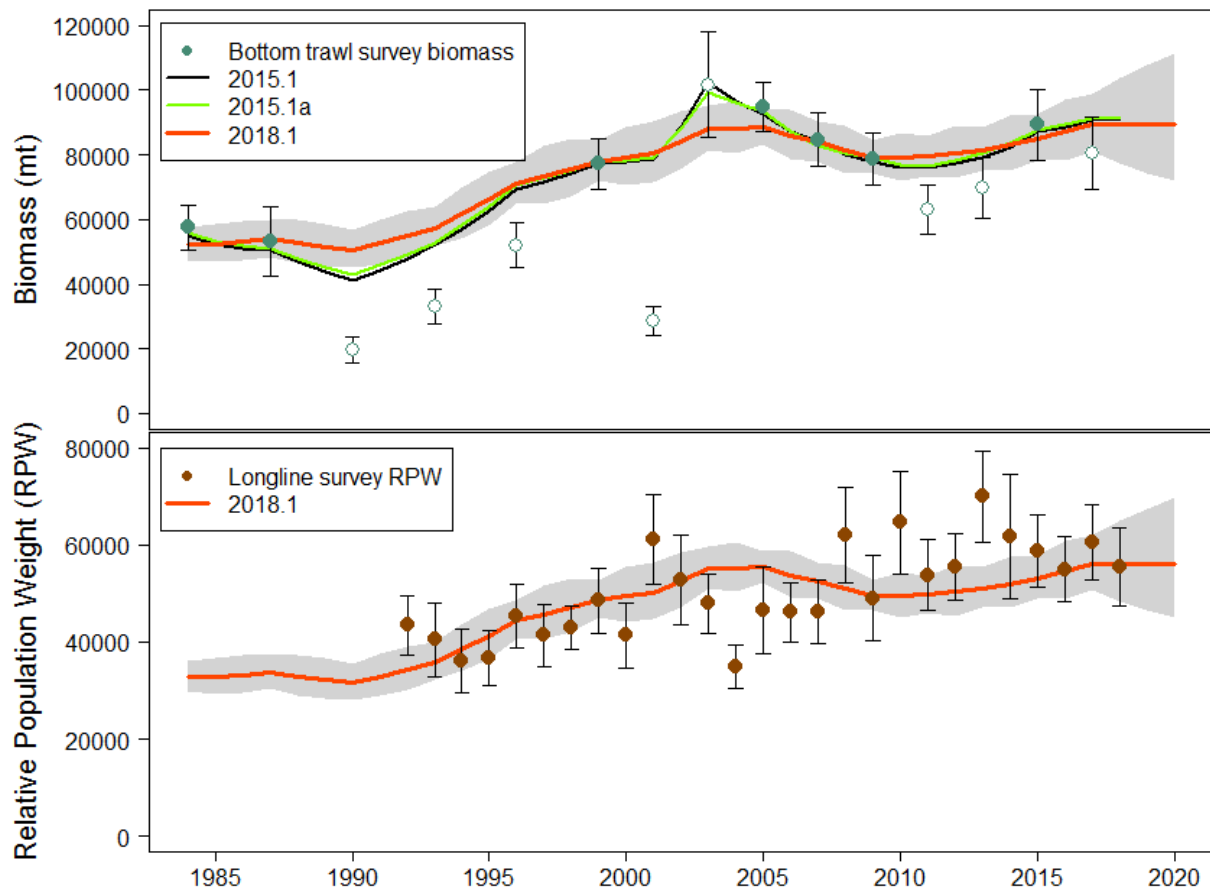 Biomass (mt)
120000
100000
80000
60000
40000
20000
0
Bottom trawl survey biomass
2015.1
2015.1a
2018.1
Relative Population Weight (RPW)
80000
60000
40000
20000
0
Longline survey RPW
2018.1
1985 1990 1995 2000 2005 2010 2015 2020